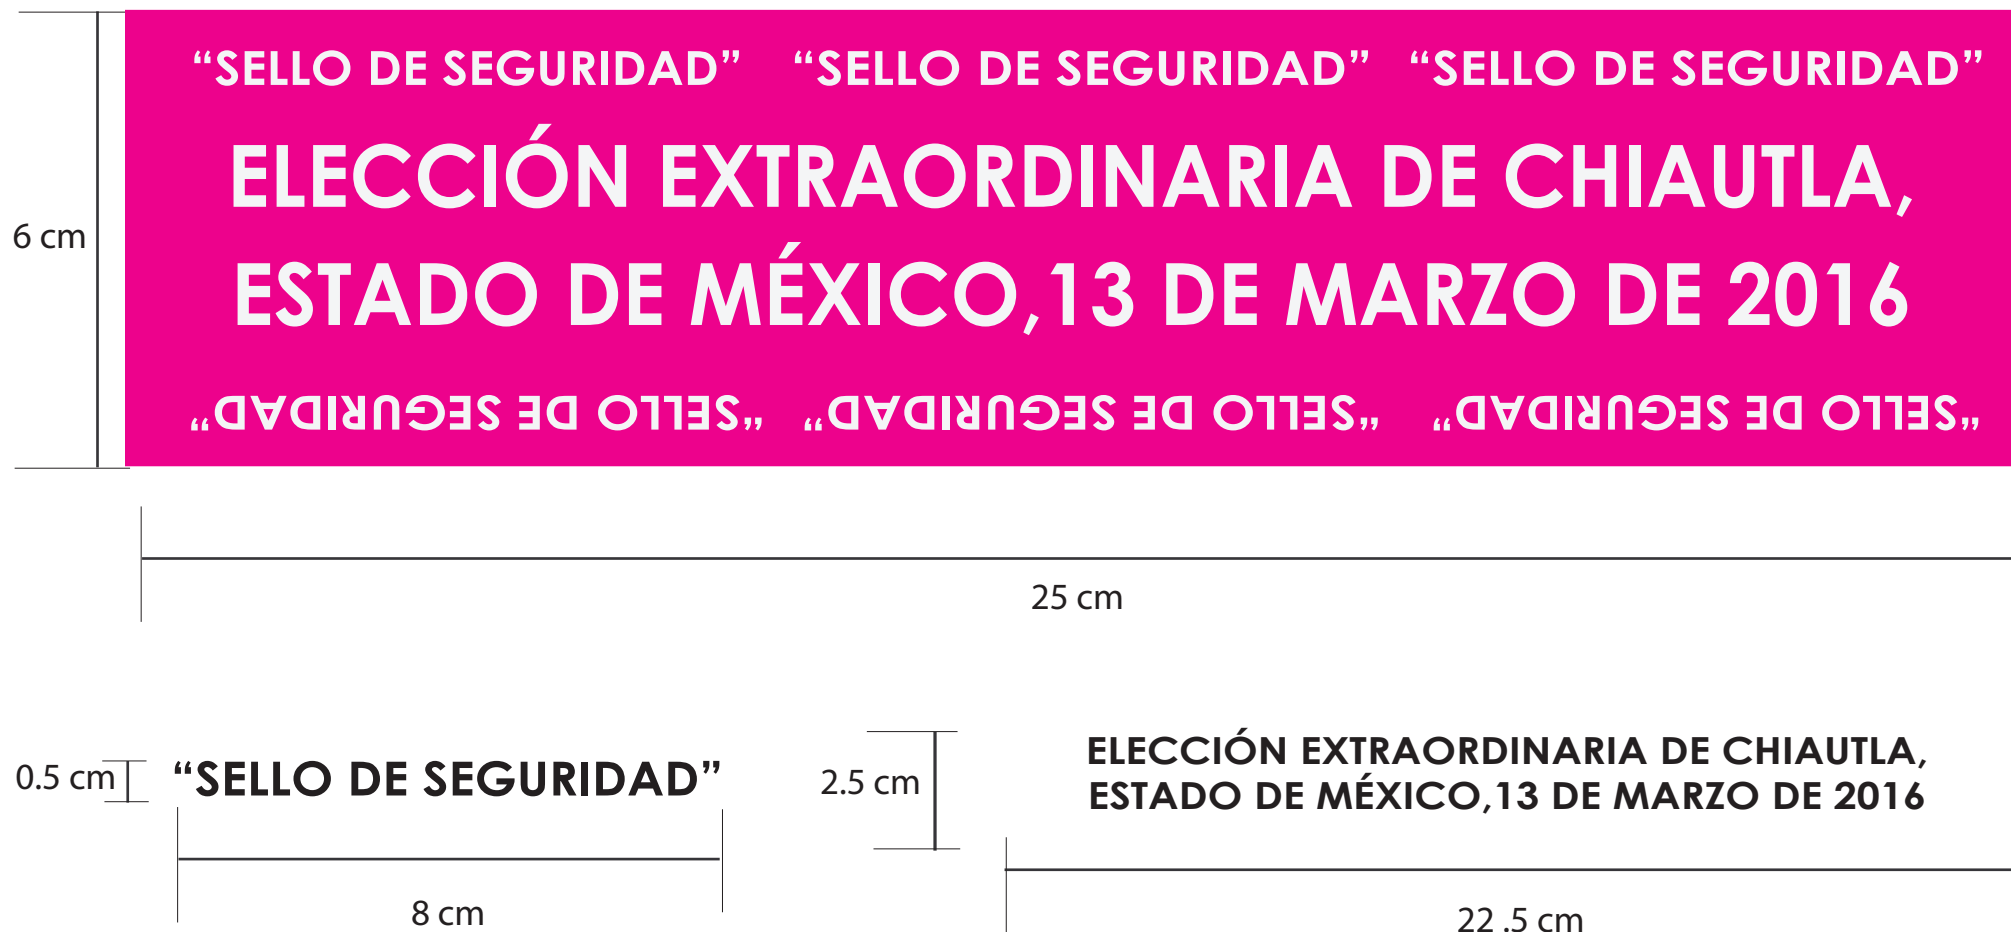 “SELLO DE SEGURIDAD” “SELLO DE SEGURIDAD” “SELLO DE SEGURIDAD”
ELECCIÓN EXTRAORDINARIA DE CHIAUTLA,
6 cm
ESTADO DE MÉXICO,13 DE MARZO DE 2016
“SELLO DE SEGURIDAD” “SELLO DE SEGURIDAD” “SELLO DE SEGURIDAD”
25 cm
0.5 cm
“SELLO DE SEGURIDAD”
8 cm
2.5 cm
ELECCIÓN EXTRAORDINARIA DE CHIAUTLA,
ESTADO DE MÉXICO,13 DE MARZO DE 2016
22 .5 cm